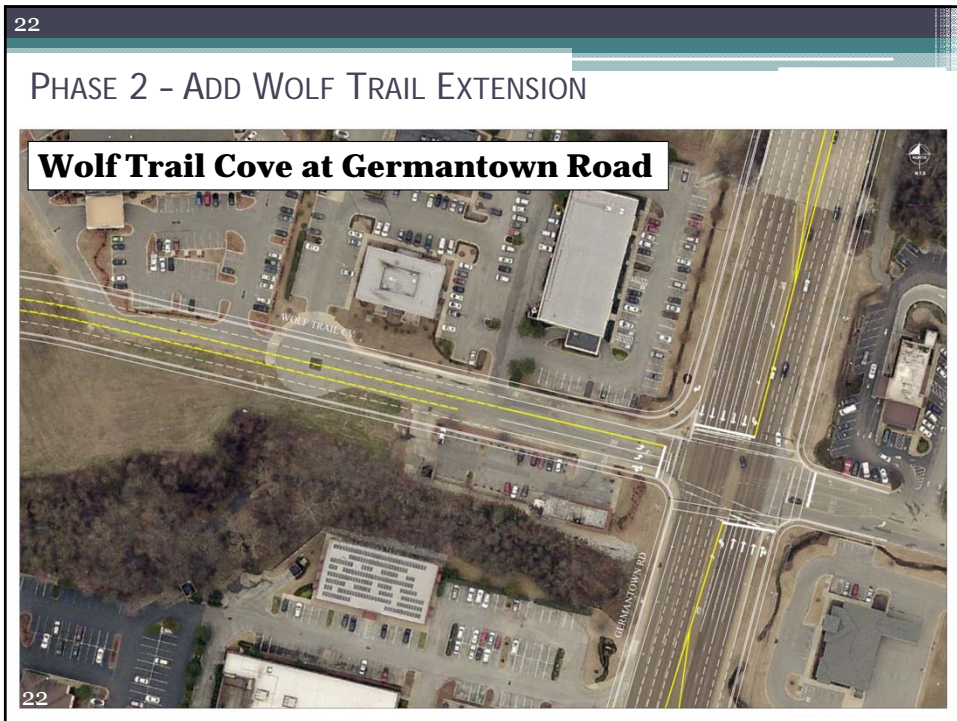 22
PHASE 2 – ADD WOLF TRAIL EXTENSION
Wolf Trail Cove at Germantown Road
NORTH
N.T.S
WOLF TRAIL CV.
GERMANTOWN RD
22